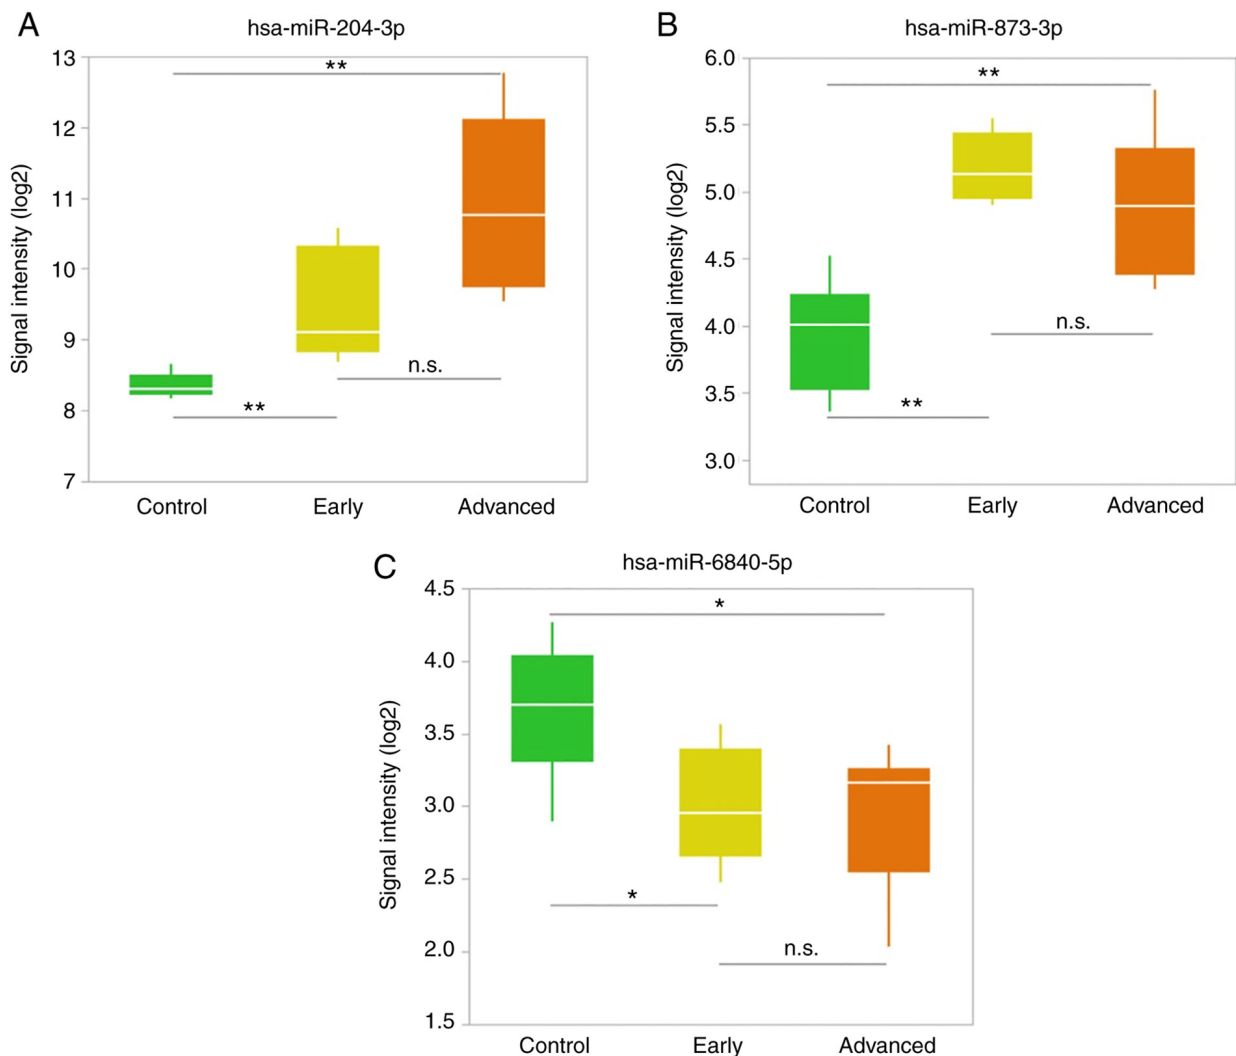 A
hsa-miR-204-3p
Signal intensity (log2)
13
12
11
10
9
8
7
**
n.s.
**
Control Early Advanced
B
hsa-miR-873-3p
Signal intensity (log2)
6.0
5.5
5.0
4.5
4.0
3.5
3.0
**
n.s.
**
Control Early Advanced
C
hsa-miR-6840-5p
Signal intensity (log2)
4.5
4.0
3.5
3.0
2.5
2.0
1.5
*
*
n.s.
Control Early Advanced